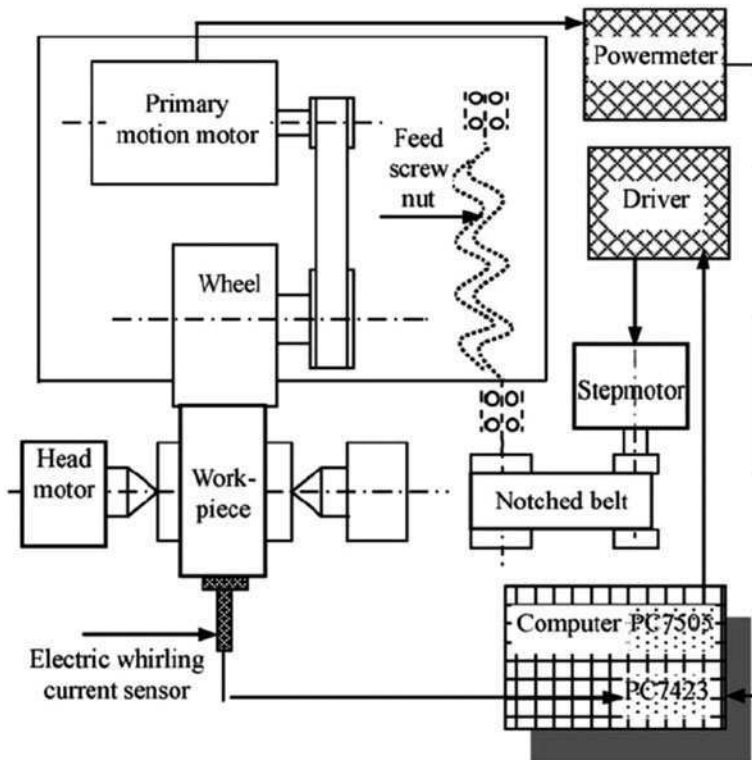 Powermeter
Primary
motion motor
Feed
screw
nut
Driver
Wheel
Stepmotor
Head
motor
Work-
piece
Notched belt
Computer PC7505
Electric whirling
current sensor
PC7423